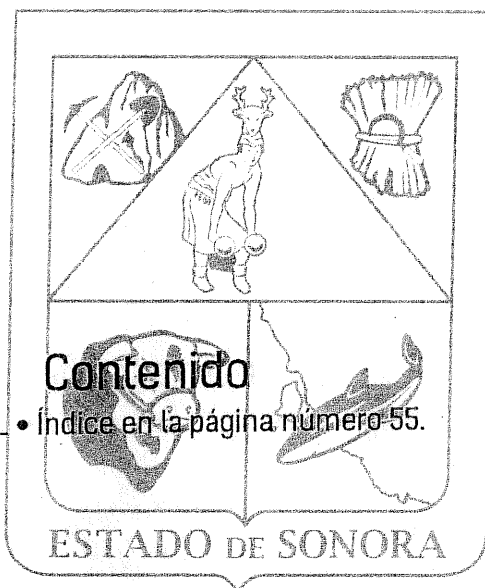 Contenido
• Índice en la página número 55.
ESTADO DE SONORA